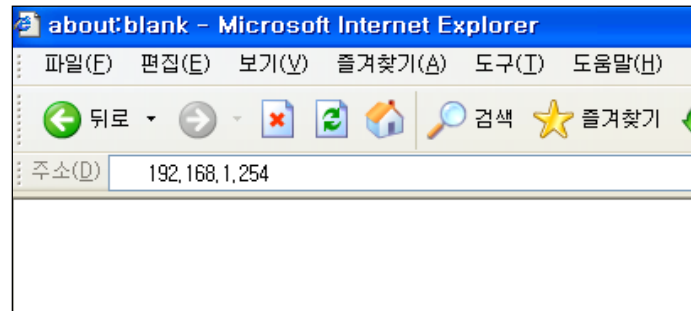 about:blank - Microsoft Internet Explorer
파일(F) 편집(E) 보기(V) 즐겨찾기(A) 도구(T) 도움말(H)
뒤로 검색 즐겨찾기
주소(D) 192,168,1,254